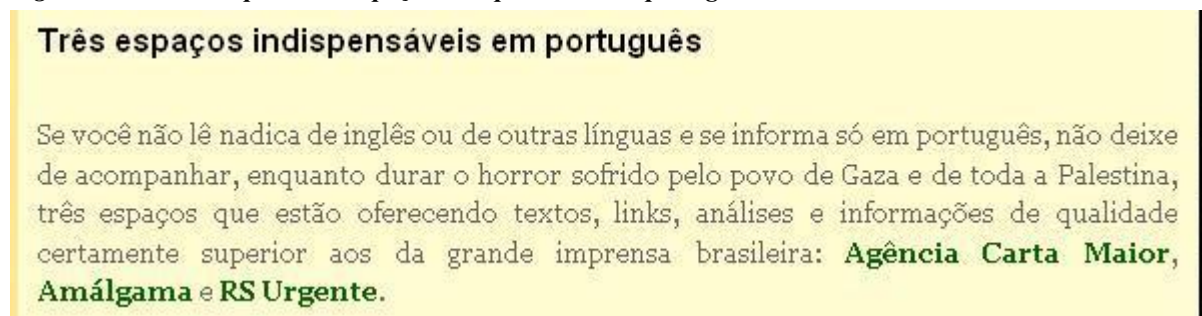 Três espaços indispensáveis em português
Se você não lê nadica de inglês ou de outras línguas e se informa só em português, não deixe
de acompanhar, enquanto durar o horror sofrido pelo povo de Gaza e de toda a Palestina,
três espaços que estão oferecendo textos, links, análises e informações de qualidade
certamente superior aos da grande imprensa brasileira: Agência Carta Maior,
Amálgama e RS Urgente.